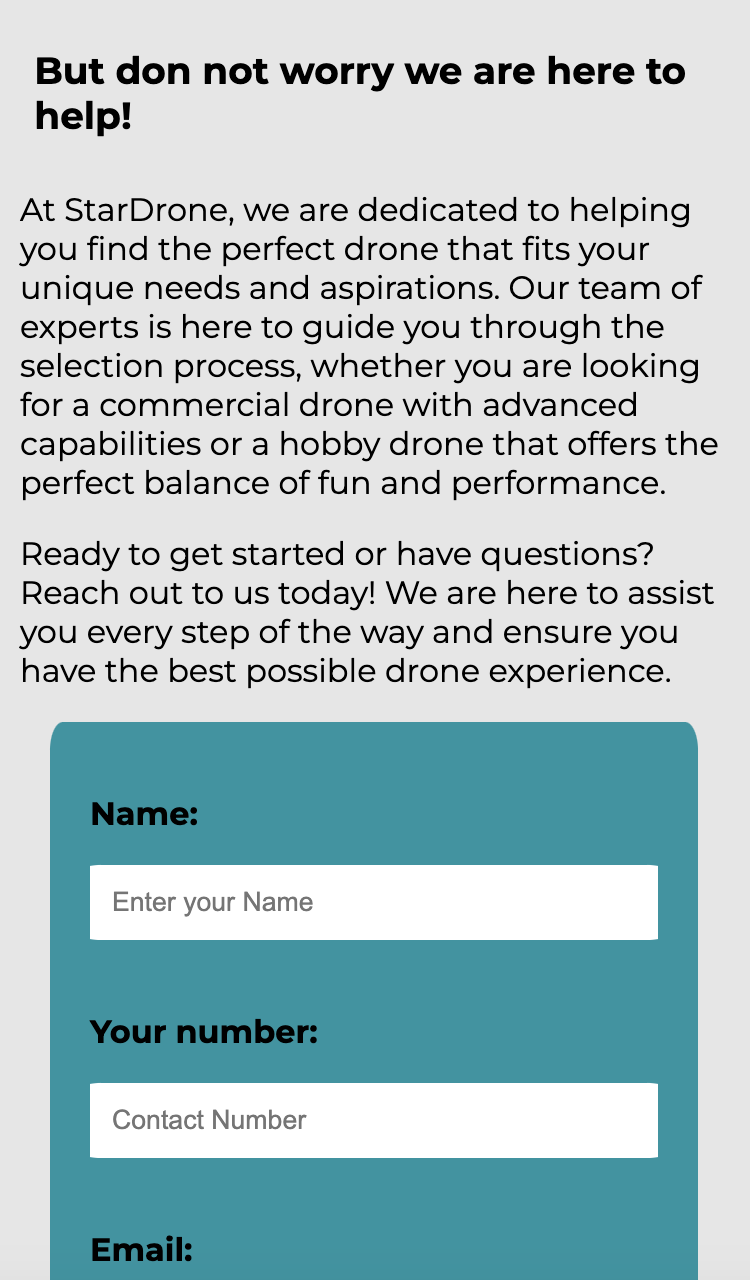 But don not worry we are here to
help!
At StarDrone, we are dedicated to helping
you find the perfect drone that fits your
unique needs and aspirations. Our team of
experts is here to guide you through the
selection process, whether you are looking
for a commercial drone with advanced
capabilities or a hobby drone that offers the
perfect balance of fun and performance.
Ready to get started or have questions?
Reach out to us today! We are here to assist
you every step of the way and ensure you
have the best possible drone experience.
Name:
Enter your Name
Your number:
Contact Number
Email: